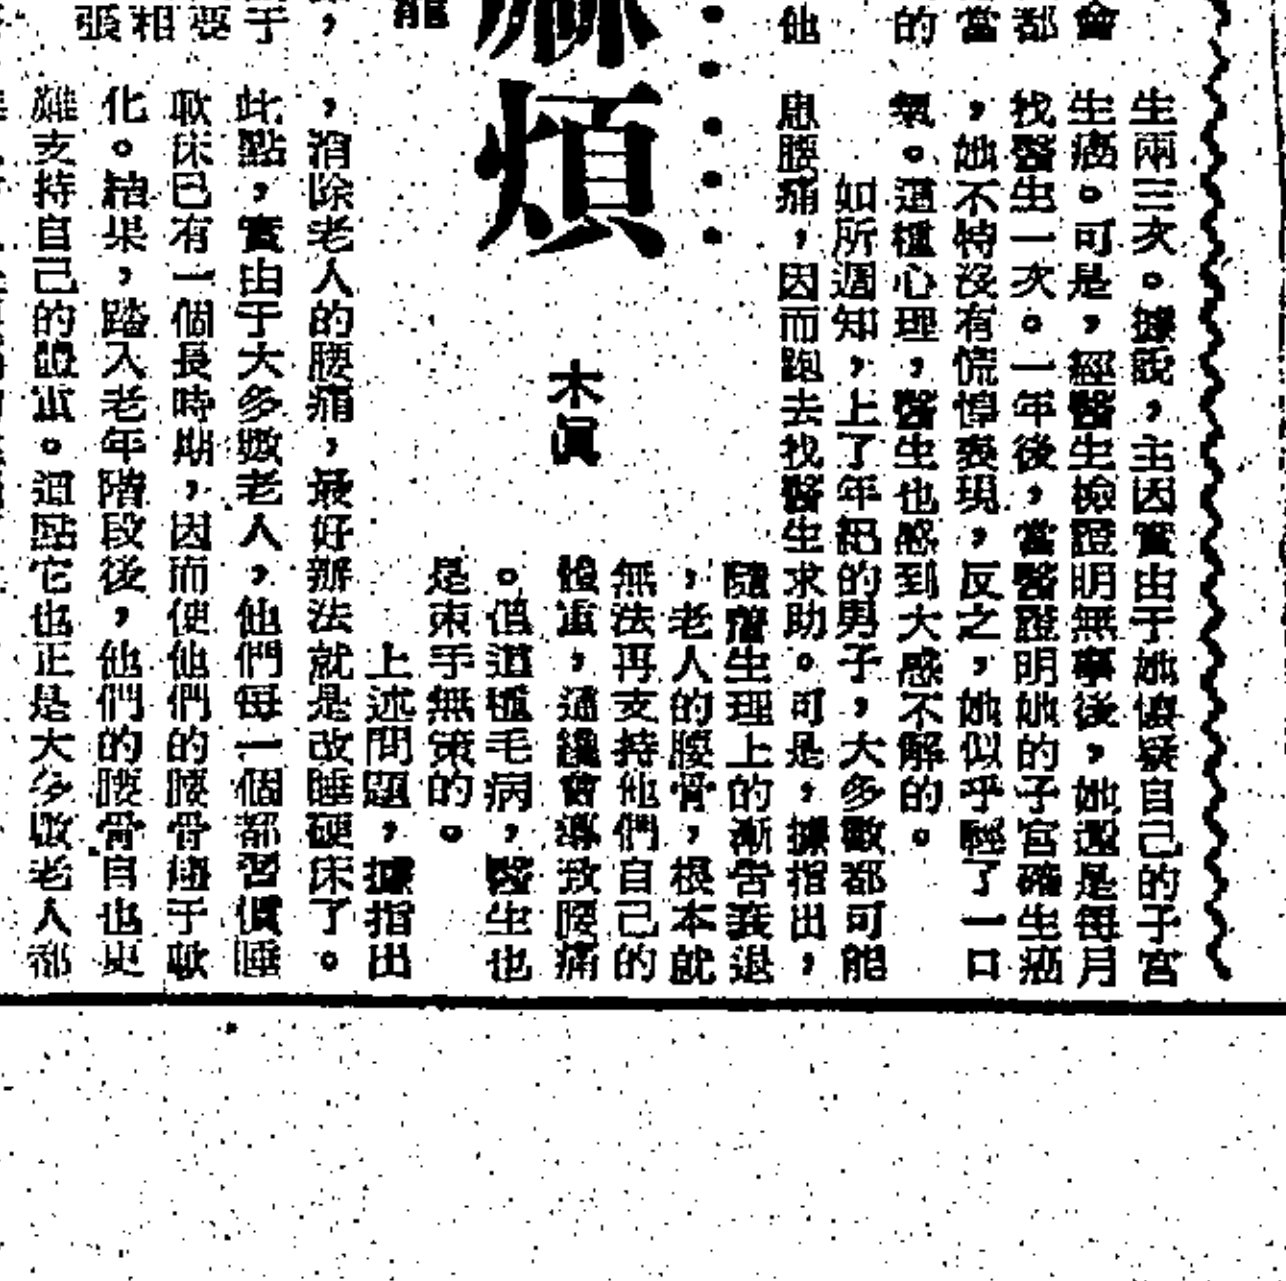 會
都
當
的
他
煩
木眞
于
要
相
張
生兩三次。據說，主因實由于她懷疑自己的子宮
生癌。可是，經醫生檢證明無事後，她還是每月
找醫生一次。一年後，當醫證明她的子宮確生癌
，她不特沒有慌悼表現，反之，她似乎輕了一口
氣。這種心理，醫生也感到大感不解的。
如所週知，上了年紀的男子，大多數都可能
患腰痛，因而跑去找醫生求助。可是，據指出，
隨着生理上的漸告衰退
，老人的腰骨，根本就
無法再支持他們自己的
體重，這纔會導致腰痛
。但這種毛病，醫生也
是束手無策的。
上述問題，據指出
，消除老人的腰痛，最好辦法就是改睡硬床了。
此點，實由于大多數老人，他們每一個都習慣睡
軟床已有一個長時期，因而使他們的腰骨趨于軟
化。結果，踏入老年階段後，他們的腰骨自也更
難支持自己的體重。這點它也正是大多數老人都